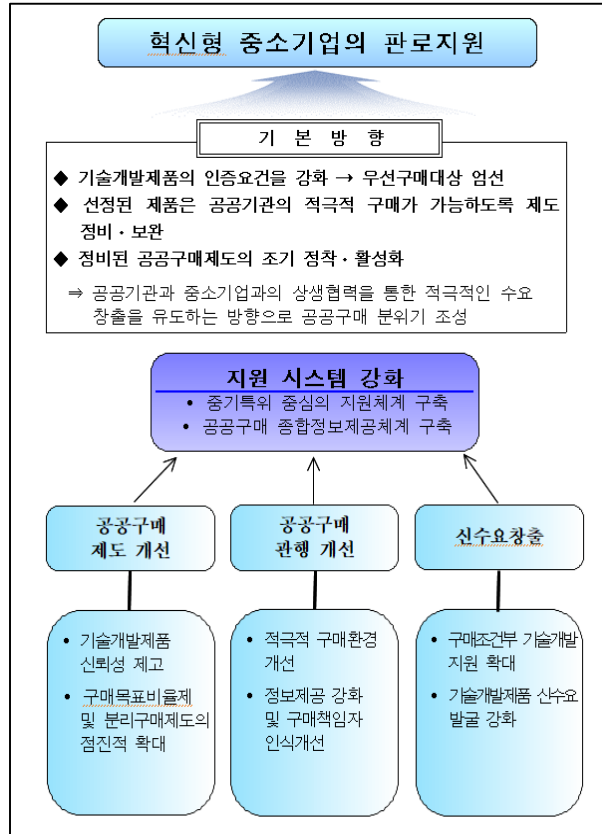 혁신형 중소기업의 판로지원
기 본 방 향
◆ 기술개발제품의 인증요건을 강화 → 우선구매대상 엄선
◆ 선정된 제품은 공공기관의 적극적 구매가 가능하도록 제도
정비·보완
◆ 정비된 공공구매제도의 조기 정착·활성화
⇒ 공공기관과 중소기업과의 상생협력을 통한 적극적인 수요
창출을 유도하는 방향으로 공공구매 분위기 조성
지원 시스템 강화
• 중기특위 중심의 지원체계 구축
• 공공구매 종합정보제공체계 구축
공공구매
제도 개선
공공구매
관행 개선
신수요창출
• 기술개발제품
신뢰성 제고
• 구매목표비율제
및 분리구매제도의
점진적 확대
• 적극적 구매환경
개선
• 정보제공 강화
및 구매책임자
인식개선
• 구매조건부 기술개발
지원 확대
• 기술개발제품 신수요
발굴 강화